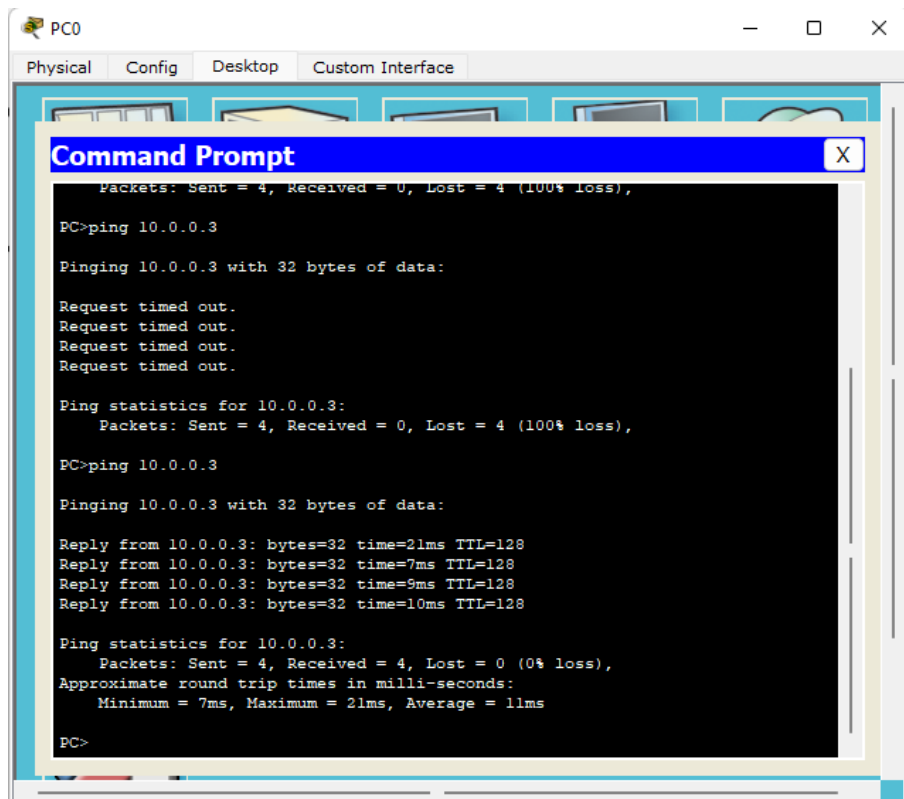 PC0
Physical Config Desktop Custom Interface
Command Prompt X
Packets: Sent = 4, Received = 0, Lost = 4 (100% loss),
PC>ping 10.0.0.3
Pinging 10.0.0.3 with 32 bytes of data:
Request timed out.
Request timed out.
Request timed out.
Request timed out.
Ping statistics for 10.0.0.3:
Packets: Sent = 4, Received = 0, Lost = 4 (100% loss),
PC>ping 10.0.0.3
Pinging 10.0.0.3 with 32 bytes of data:
Reply from 10.0.0.3: bytes=32 time=21ms TTL=128
Reply from 10.0.0.3: bytes=32 time=7ms TTL=128
Reply from 10.0.0.3: bytes=32 time=9ms TTL=128
Reply from 10.0.0.3: bytes=32 time=10ms TTL=128
Ping statistics for 10.0.0.3:
Packets: Sent = 4, Received = 4, Lost = 0 (0% loss),
Approximate round trip times in milli-seconds:
Minimum = 7ms, Maximum = 21ms, Average = 11ms
PC>